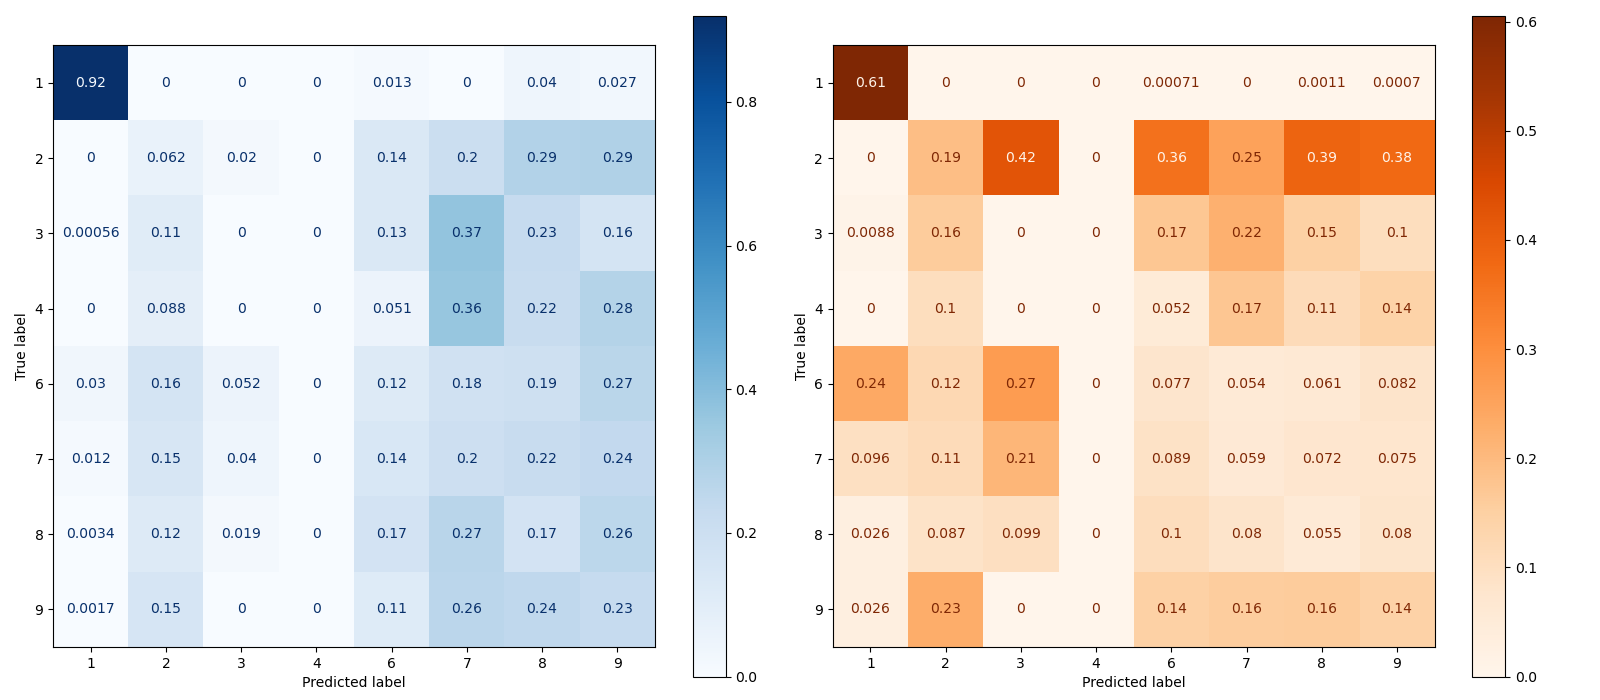 1 0.92 0 0 0 0.013 0 0.04 0.027
2 0 0.062 0.02 0 0.14 0.2 0.29 0.29
3 0.00056 0.11 0 0 0.13 0.37 0.23 0.16
4 0 0.088 0 0 0.051 0.36 0.22 0.28
6 0.03 0.16 0.052 0 0.12 0.18 0.19 0.27
7 0.012 0.15 0.04 0 0.14 0.2 0.22 0.24
8 0.0034 0.12 0.019 0 0.17 0.27 0.17 0.26
9 0.0017 0.15 0 0 0.11 0.26 0.24 0.23
1 2 3 4 6 7 8 9
Predicted label
True label
0.8
0.6
0.4
0.2
0.0
1 0.61 0 0 0 0.00071 0 0.0011 0.0007
2 0 0.19 0.42 0 0.36 0.25 0.39 0.38
3 0.0088 0.16 0 0 0.17 0.22 0.15 0.1
4 0 0.1 0 0 0.052 0.17 0.11 0.14
6 0.24 0.12 0.27 0 0.077 0.054 0.061 0.082
7 0.096 0.11 0.21 0 0.089 0.059 0.072 0.075
8 0.026 0.087 0.099 0 0.1 0.08 0.055 0.08
9 0.026 0.23 0 0 0.14 0.16 0.16 0.14
1 2 3 4 6 7 8 9
Predicted label
True label
0.6
0.5
0.4
0.3
0.2
0.1
0.0